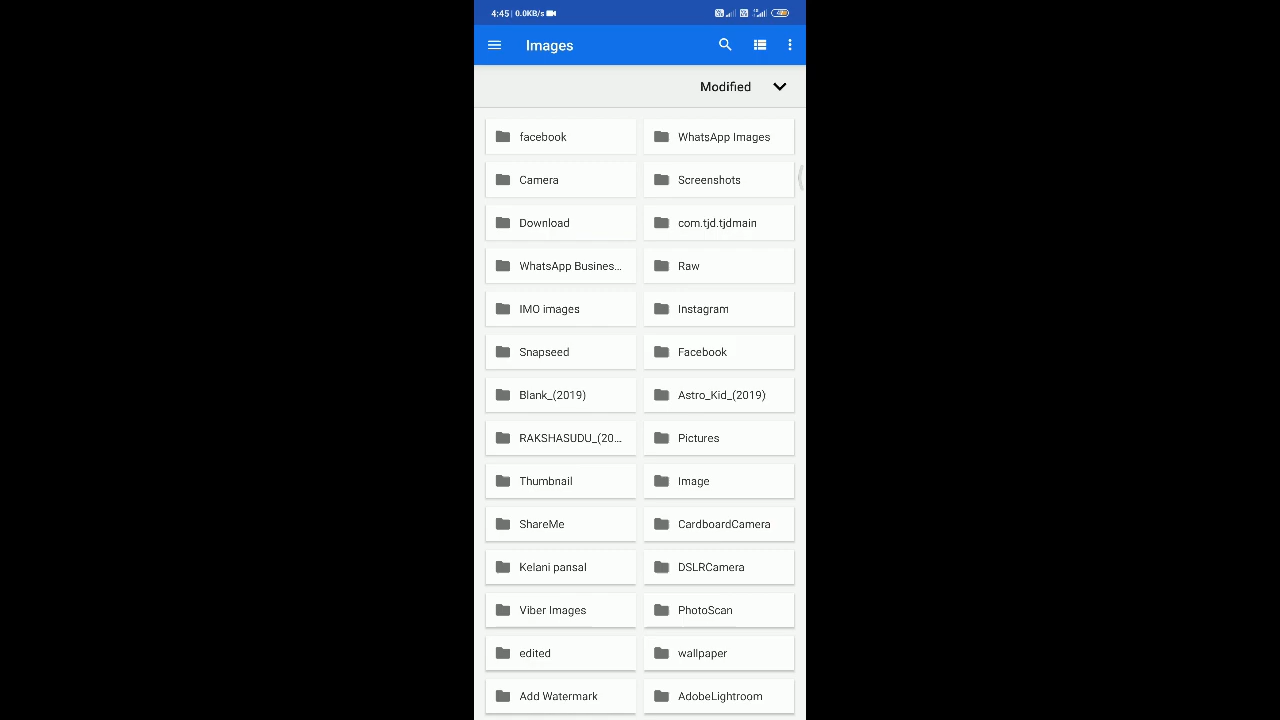 4:45 | 0.0KB/s
Images
Modified
facebook
WhatsApp Images
Camera
Screenshots
Download
com.tjd.tjdmain
WhatsApp Busines...
Raw
IMO images
Instagram
Snapseed
Facebook
Blank_(2019)
Astro_Kid_(2019)
RAKSHASUDU_(20...
Pictures
Thumbnail
Image
ShareMe
CardboardCamera
Kelani pansal
DSLRCamera
Viber Images
PhotoScan
edited
wallpaper
Add Watermark
AdobeLightroom